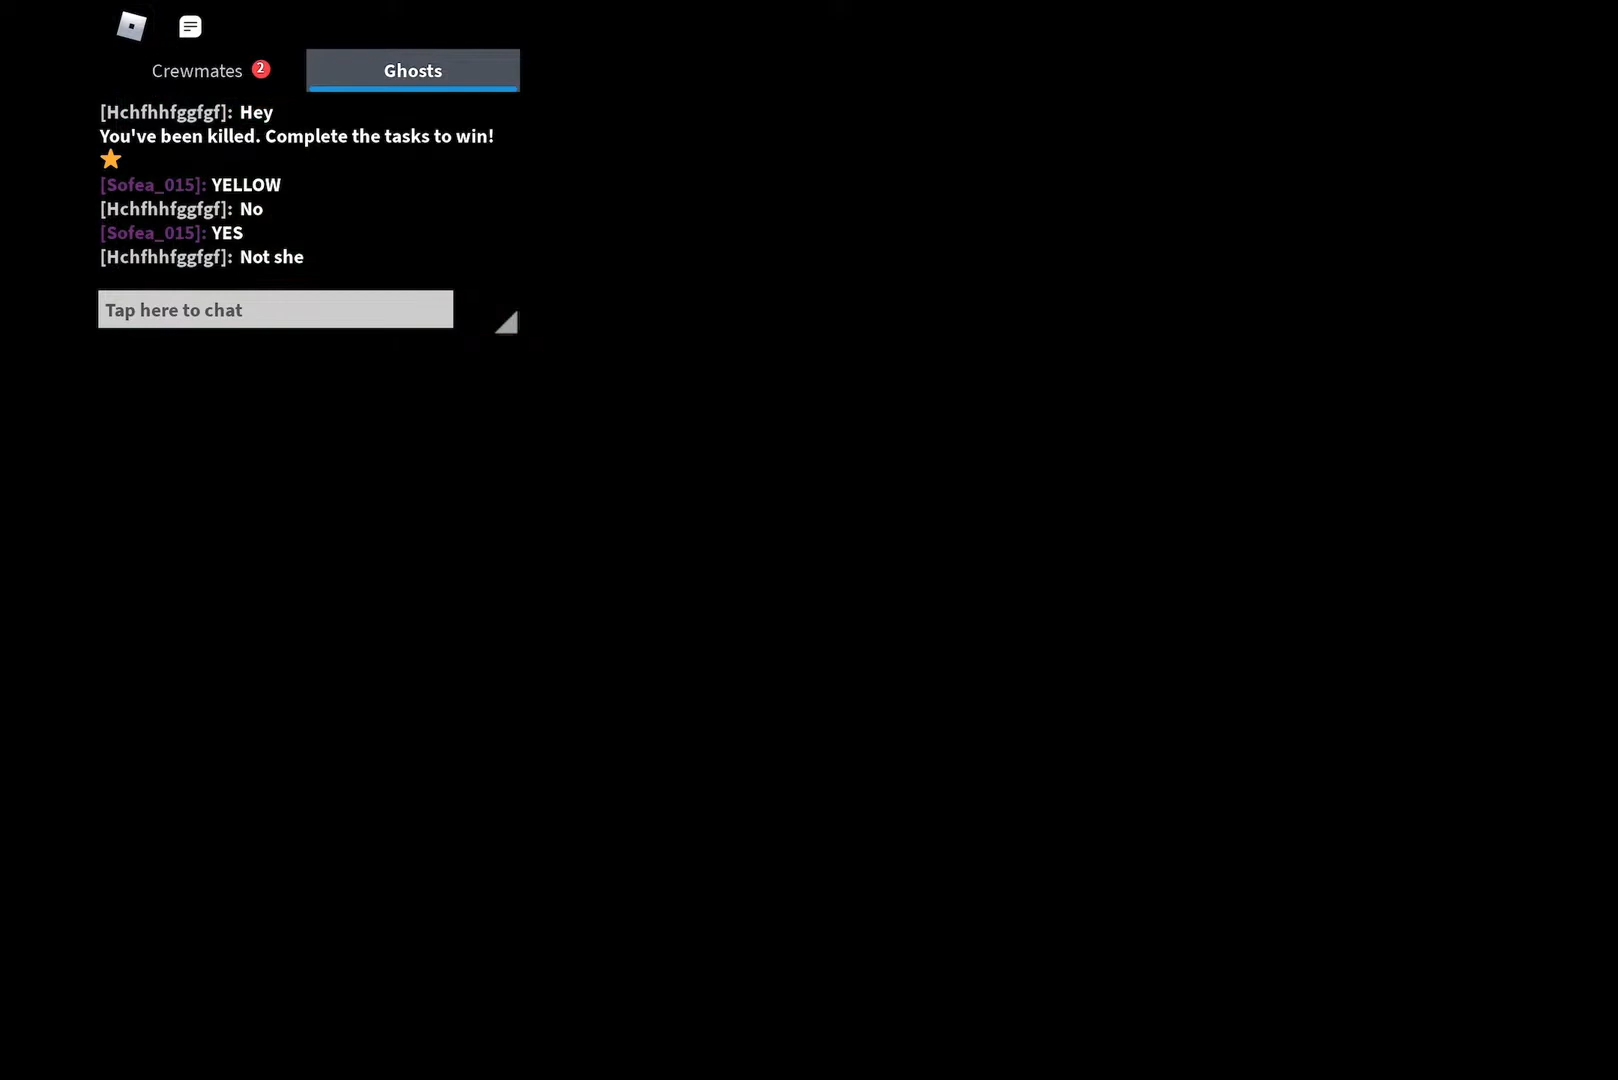 Crewmates 2 Ghosts
[Hchfhhfggfgf]: Hey
You've been killed. Complete the tasks to win!
[Sofea_015]: YELLOW
[Hchfhhfggfgf]: No
[Sofea_015]: YES
[Hchfhhfggfgf]: Not she
Tap here to chat